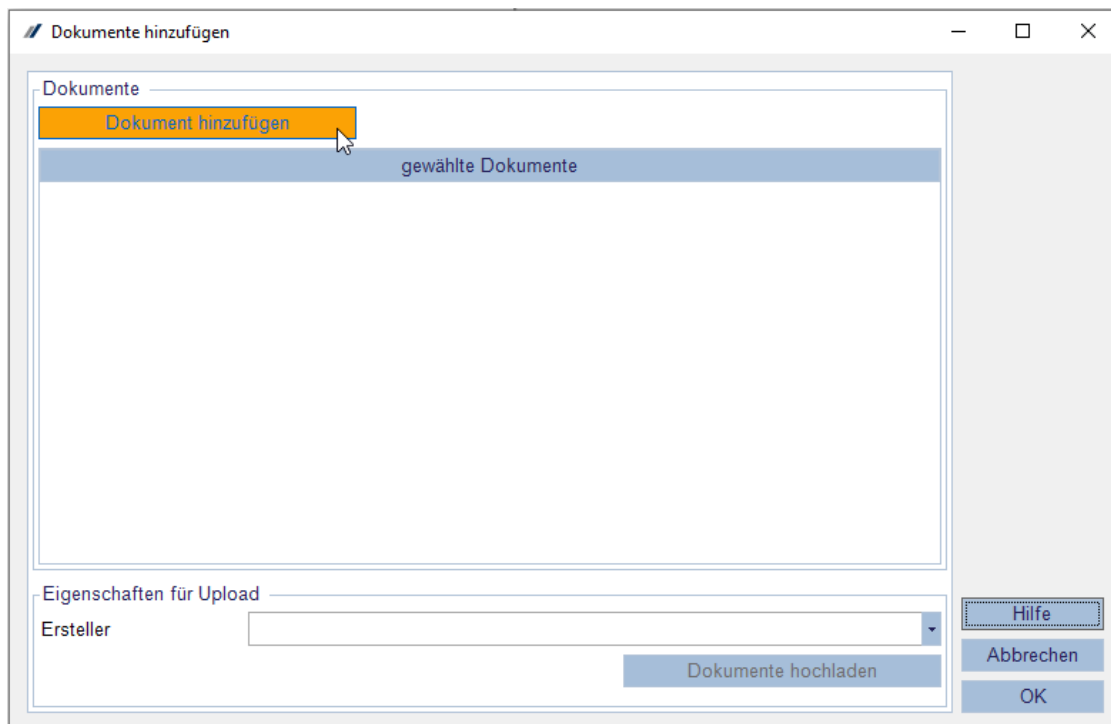 Dokumente hinzufügen
Dokumente
Dokument hinzufügen
gewählte Dokumente
Eigenschaften für Upload
Ersteller
Dokumente hochladen
Hilfe
Abbrechen
OK